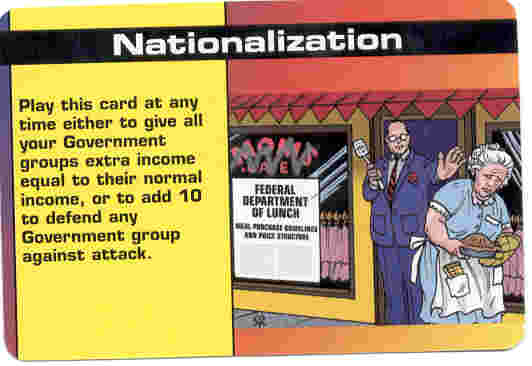 Nationalization
Play this card at any
time either to give all
your Government
groups extra income
equal to their normal
income, or to add 10
to defend any
Government group
against attack.
MOM'S
CAFE
FEDERAL
DEPARTMENT
OF LUNCH
MEAL PURCHASE GUIDELINES
AND PRICE STRUCTURE